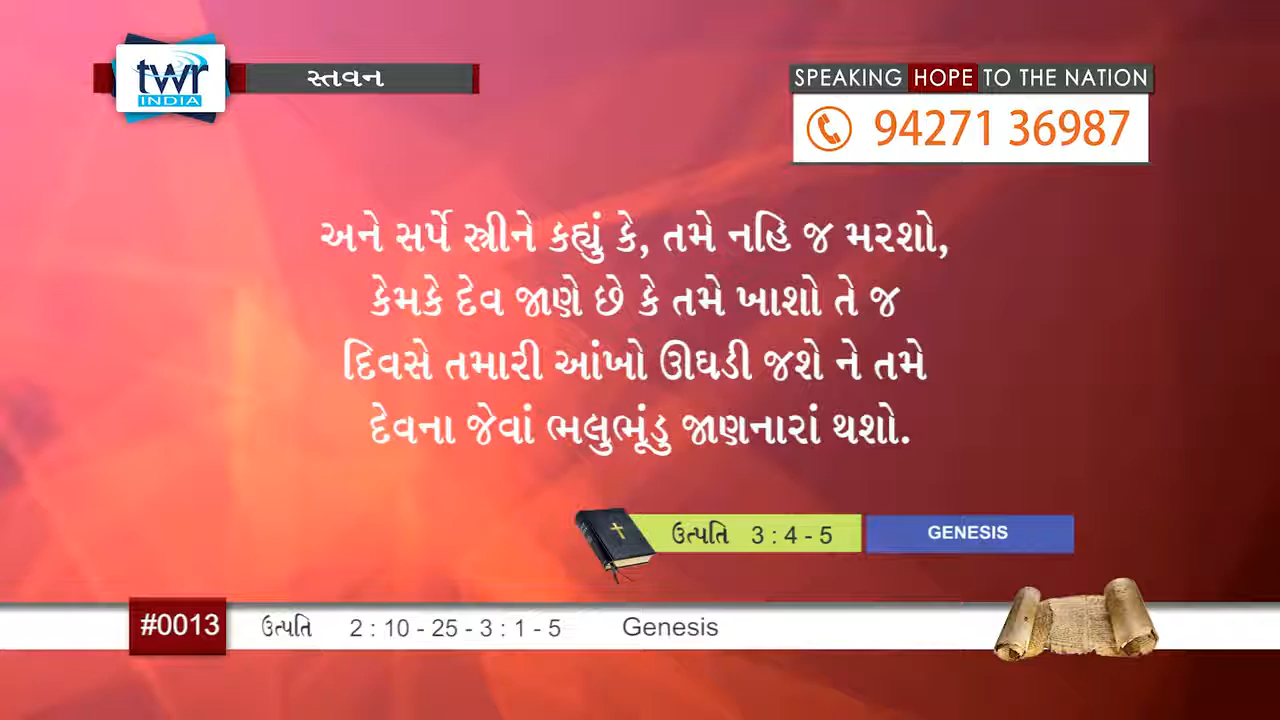 twr
INDIA
સ્તવન
SPEAKING HOPE TO THE NATION
94271 36987
અને સર્પે સ્ત્રીને કહ્યું કે, તમે નહિ જ મરશો,
કેમકે દેવ જાણે છે કે તમે ખાશો તે જ
દિવસે તમારી આંખો ઊઘડી જશે ને તમે
દેવના જેવાં ભલુભૂંડુ જાણનારાં થશો.
ઉત્પતિ 3 : 4 - 5 GENESIS
#0013 ઉત્પતિ 2 : 10 - 25 - 3 : 1 - 5 Genesis